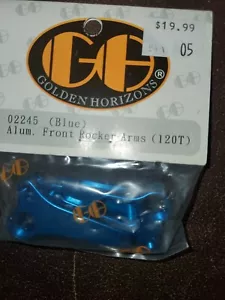 $19.99
05
GH
GOLDEN HORIZONS®
02245 (Blue)
Alum. Front Rocker Arms (120T)